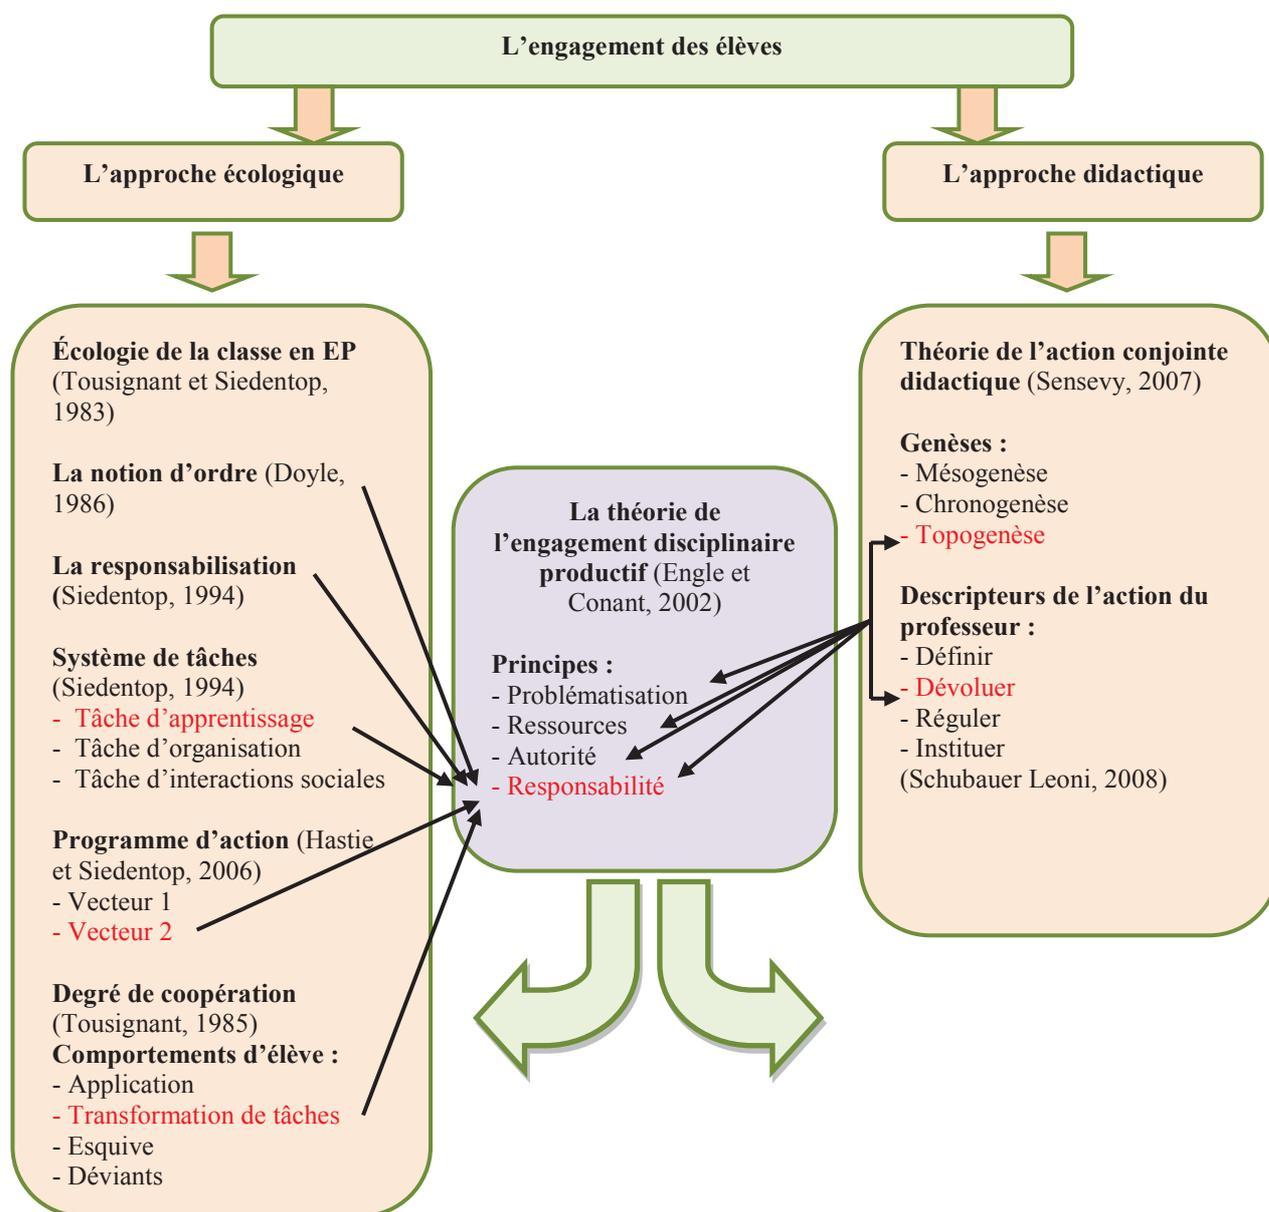 L’engagement des élèves
L’approche écologique
L’approche didactique
Écologie de la classe en EP
(Tousignant et Siedentop,
1983)
La notion d’ordre (Doyle,
1986)
La responsabilisation
(Siedentop, 1994)
Système de tâches
(Siedentop, 1994)
- Tâche d’apprentissage
- Tâche d’organisation
- Tâche d’interactions sociales
Programme d’action (Hastie
et Siedentop, 2006)
- Vecteur 1
- Vecteur 2
Degré de coopération
(Tousignant, 1985)
Comportements d’élève :
- Application
- Transformation de tâches
- Esquive
- Déviants
La théorie de
l’engagement disciplinaire
productif (Engle et
Conant, 2002)
Principes :
- Problématisation
- Ressources
- Autorité
- Responsabilité
Théorie de l’action conjointe
didactique (Sensevy, 2007)
Genèses :
- Mésogenèse
- Chronogenèse
- Topogenèse
Descripteurs de l’action du
professeur :
- Définir
- Dévoluer
- Réguler
- Instituer
(Schubauer Leoni, 2008)